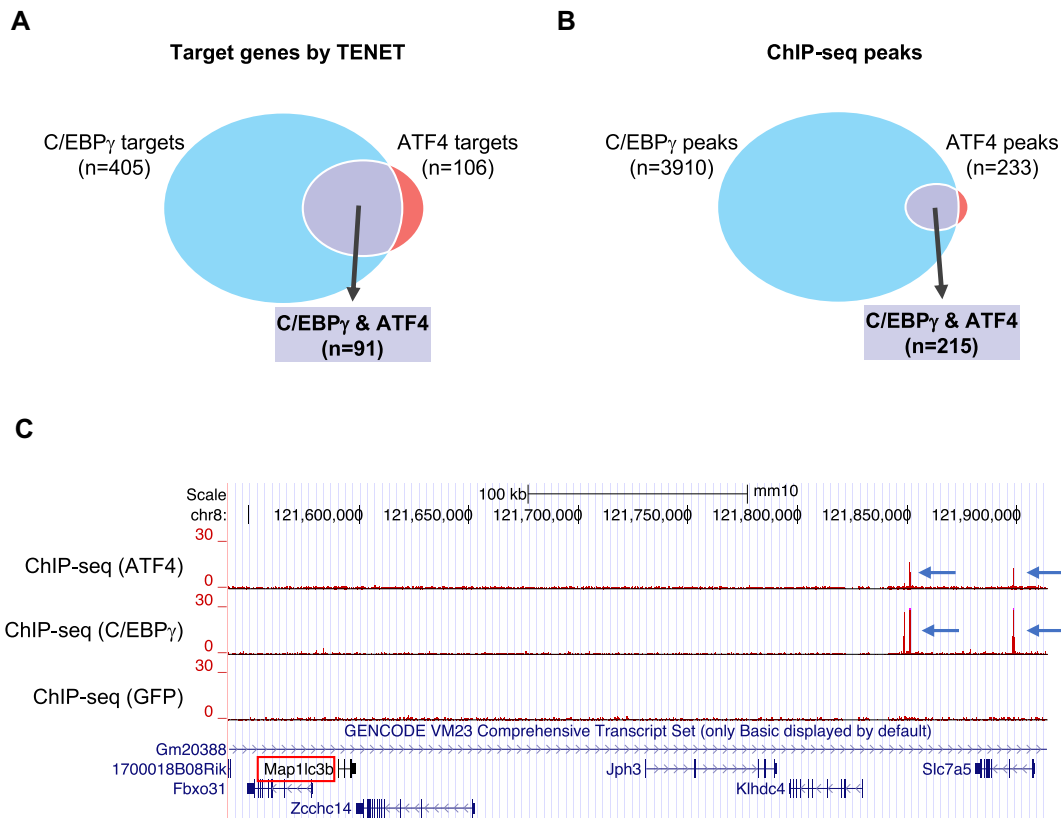 A
Target genes by TENET
C/EBPγ targets
(n=405)
ATF4 targets
(n=106)
C/EBPγ & ATF4
(n=91)
B
ChIP-seq peaks
C/EBPγ peaks
(n=3910)
ATF4 peaks
(n=233)
C/EBPγ & ATF4
(n=215)
C
Scale 100 kb mm10
chr8: 121,600,000 121,650,000 121,700,000 121,750,000 121,800,000 121,850,000 121,900,000
30
ChIP-seq (ATF4)
0
30
ChIP-seq (C/EBPγ)
0
30
ChIP-seq (GFP)
0
GENCODE VM23 Comprehensive Transcript Set (only Basic displayed by default)
Gm20388
1700018B08Rik Map1lc3b Jph3 Slc7a5
Fbxo31 Klhdc4
Zcchc14